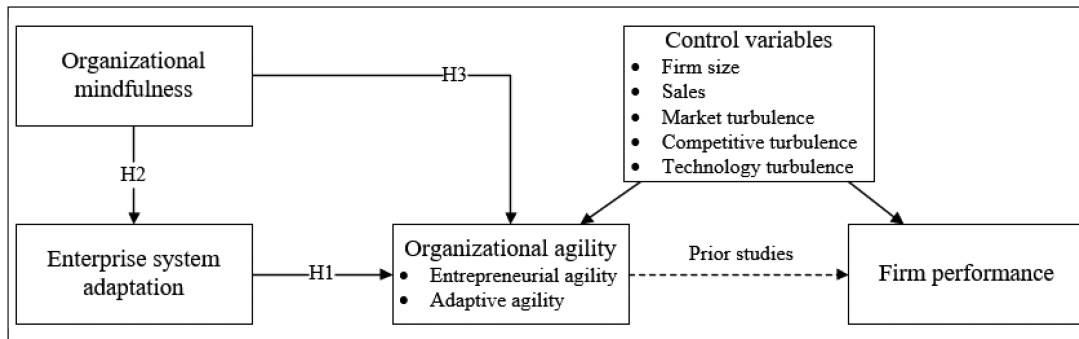 Organizational
mindfulness
H3
Control variables
• Firm size
• Sales
• Market turbulence
• Competitive turbulence
• Technology turbulence
H2
Enterprise system
adaptation
H1
Organizational agility
• Entrepreneurial agility
• Adaptive agility
Prior studies
Firm performance